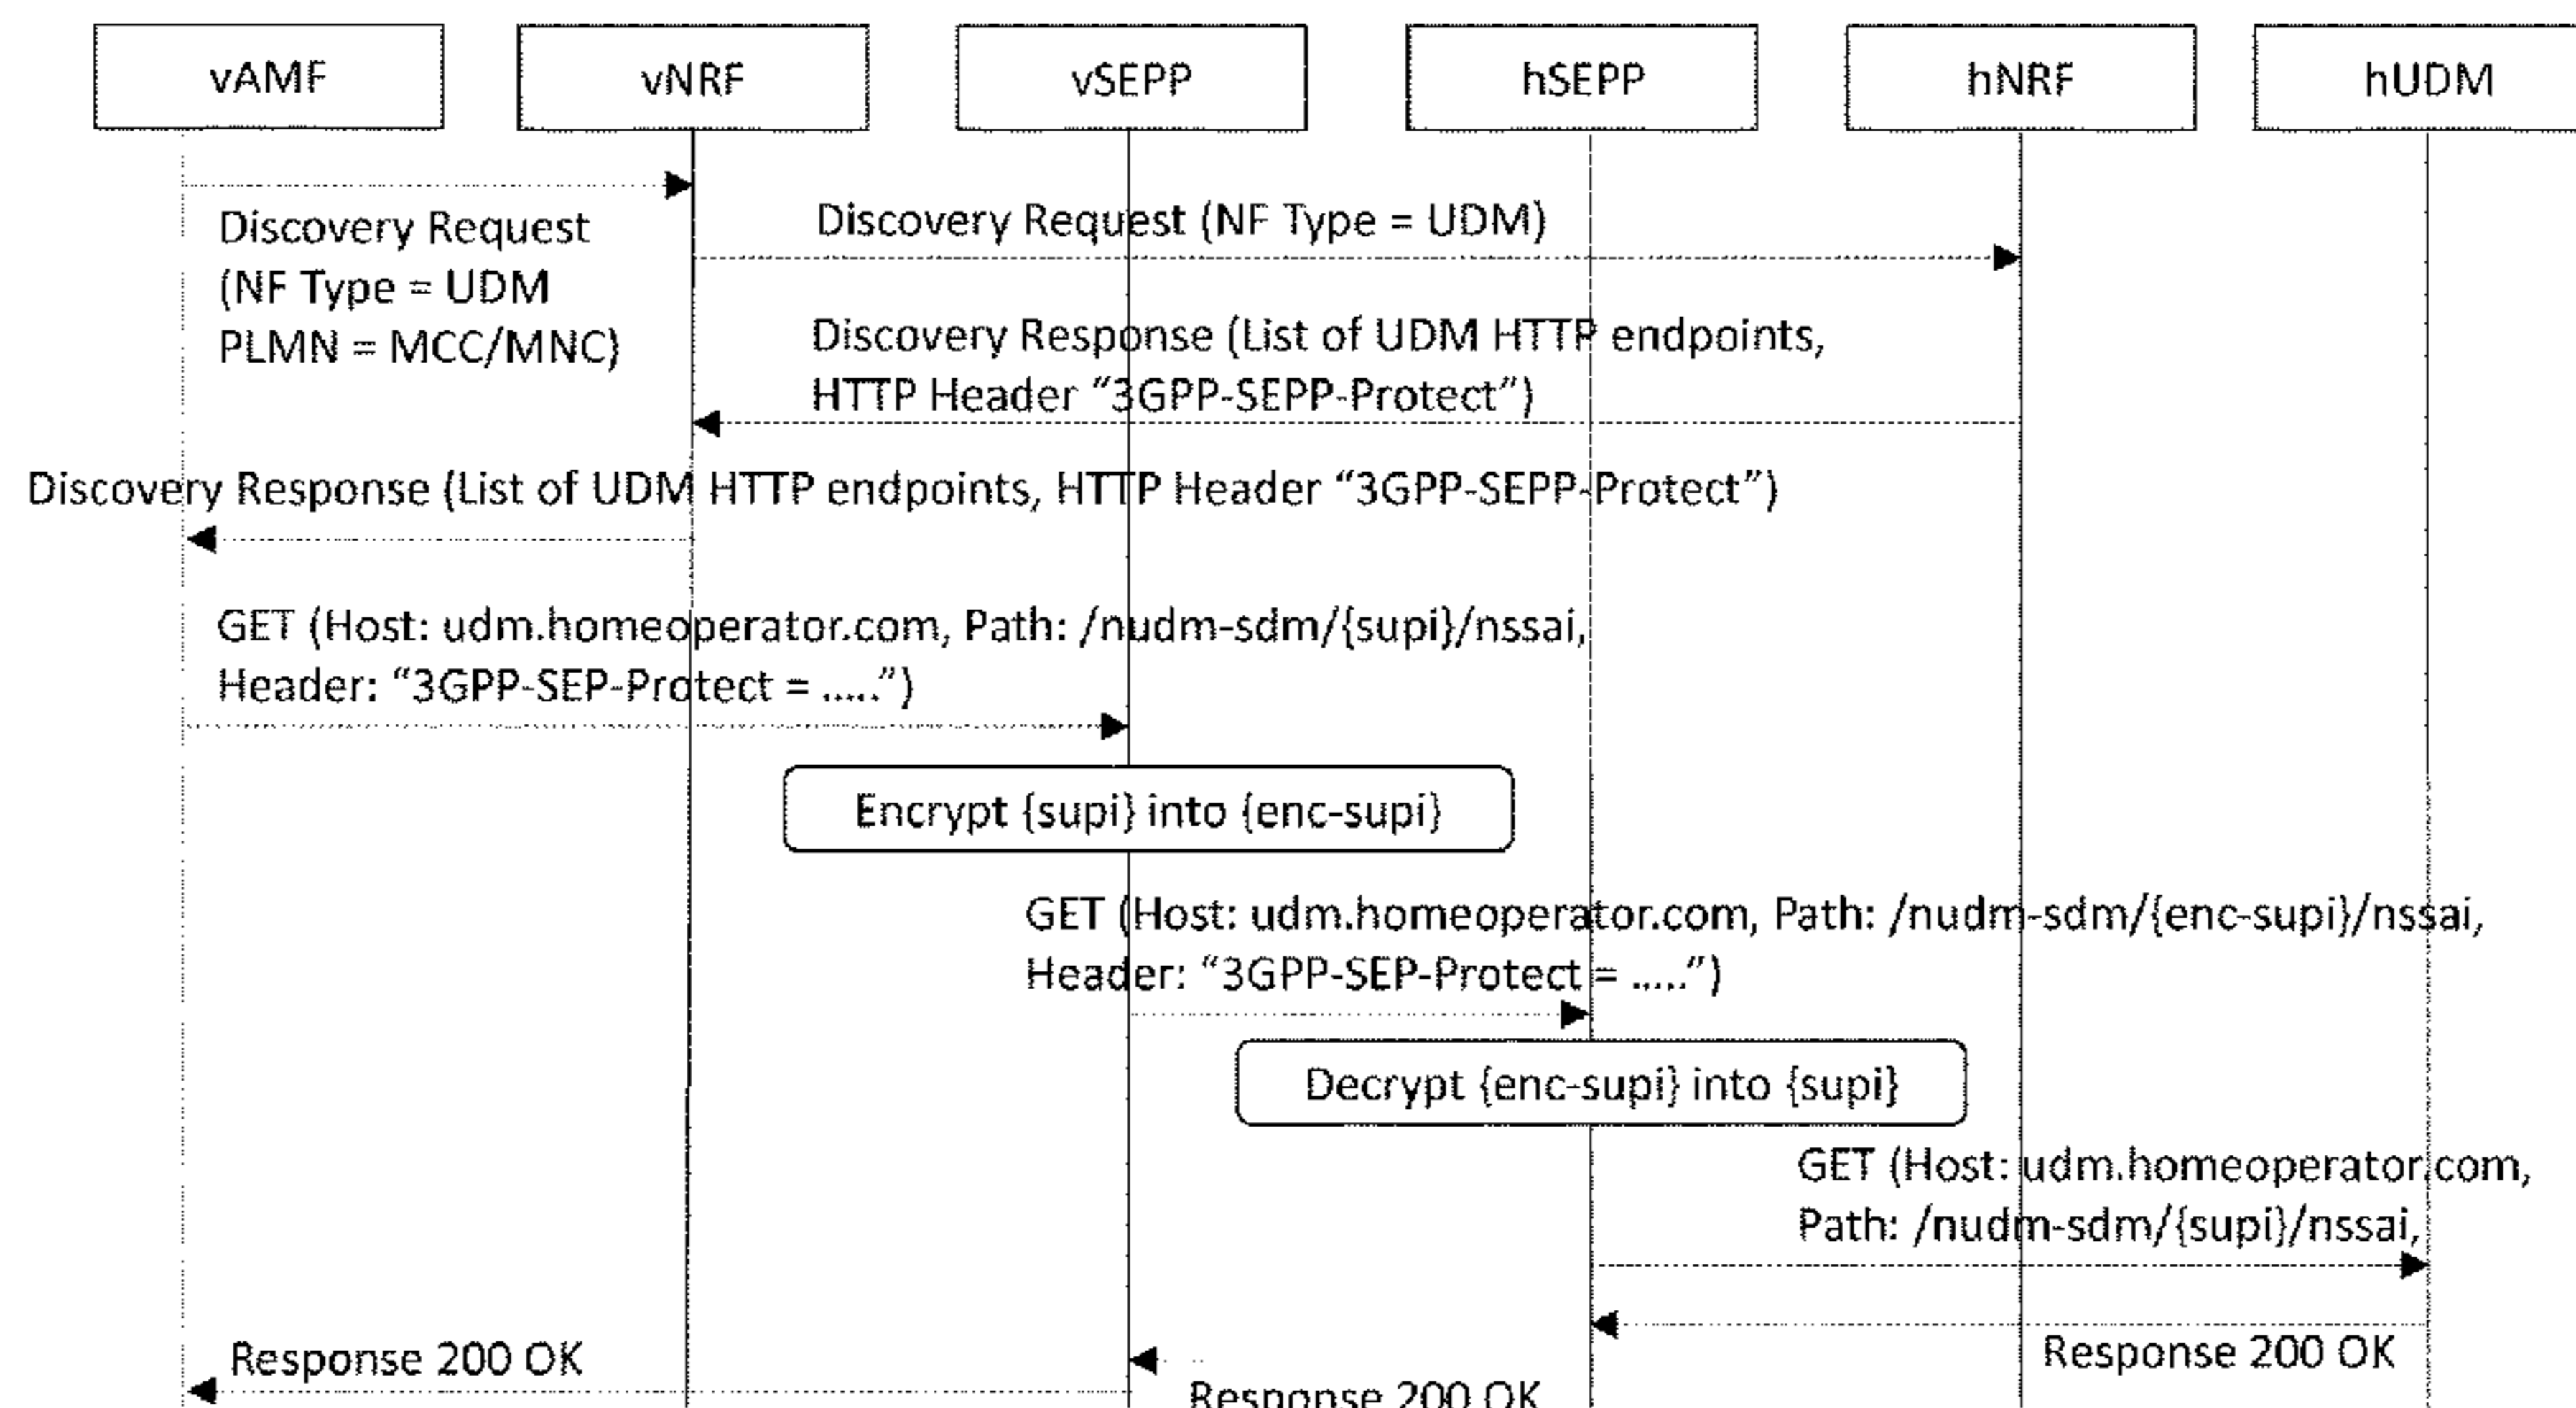 vAMF
vNRF
vSEPP
hSEPP
hNRF
hUDM
Discovery Request
(NF Type = UDM
PLMN = MCC/MNC)
Discovery Request (NF Type = UDM)
Discovery Response (List of UDM HTTP endpoints,
HTTP Header “3GPP-SEPP-Protect”)
Discovery Response (List of UDM HTTP endpoints, HTTP Header “3GPP-SEPP-Protect”)
GET (Host: udm.homeoperator.com, Path: /nudm-sdm/{supi}/nssai,
Header: “3GPP-SEP-Protect = .....”)
Encrypt {supi} into {enc-supi}
GET (Host: udm.homeoperator.com, Path: /nudm-sdm/{enc-supi}/nssai,
Header: “3GPP-SEP-Protect = .....”)
Decrypt {enc-supi} into {supi}
GET (Host: udm.homeoperator.com,
Path: /nudm-sdm/{supi}/nssai,
Response 200 OK
Response 200 OK
Response 200 OK